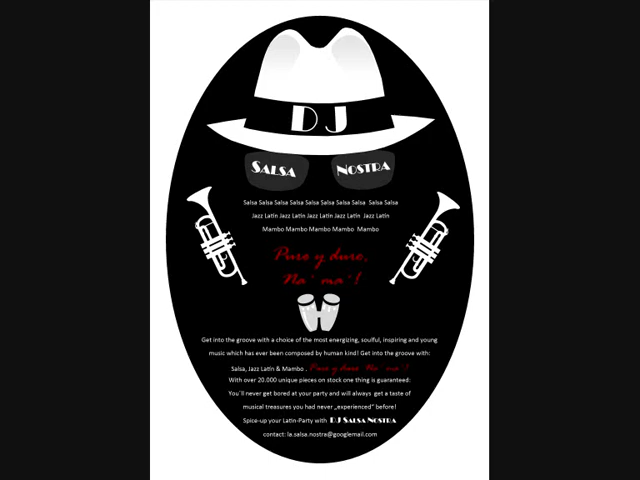 DJ
SALSA NOSTRA
Salsa Salsa Salsa Salsa Salsa Salsa Salsa Salsa Salsa Salsa
Jazz Latin Jazz Latin Jazz Latin Jazz Latin Jazz Latin
Mambo Mambo Mambo Mambo Mambo
Puro y duro,
Na´ ma´!
Get into the groove with a choice of the most energizing, soulful, inspiring and young
music which has ever been composed by human kind! Get into the groove with:
Salsa, Jazz Latin & Mambo . Puro y duro Na´ ma´!
With over 20.000 unique pieces on stock one thing is guaranteed:
You´ll never get bored at your party and will always get a taste of
musical treasures you had never „experienced“ before!
Spice-up your Latin-Party with DJ SALSA NOSTRA
contact: la.salsa.nostra@googlemail.com